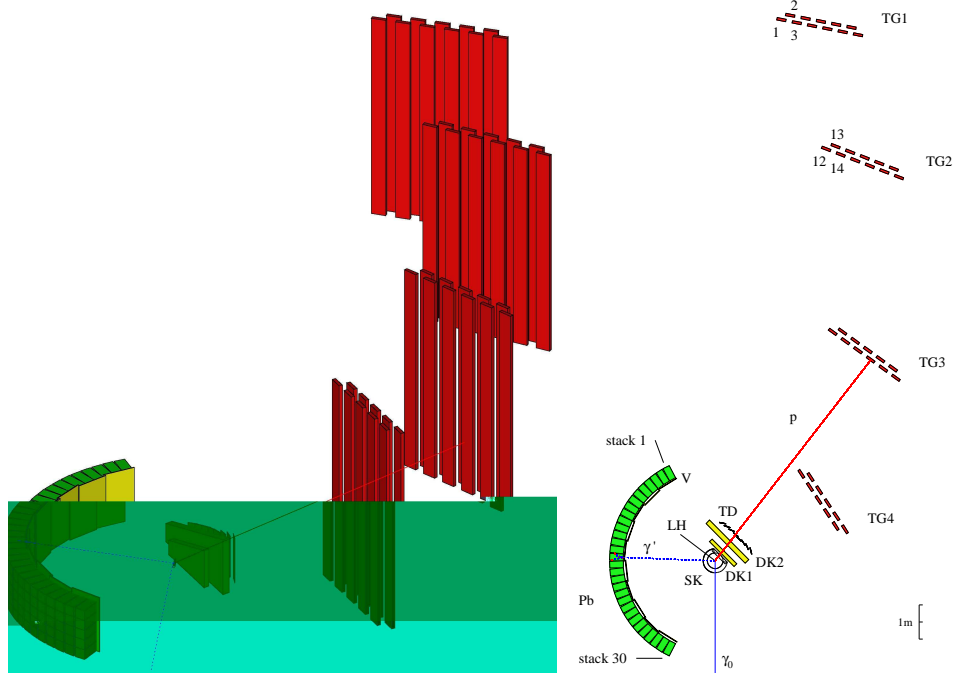 2
TG1
1 3
13
TG2
12 14
TG3
p
stack 1
V
TD
TG4
LH
γ'
DK2
SK DK1
Pb
1m
stack 30
γ0